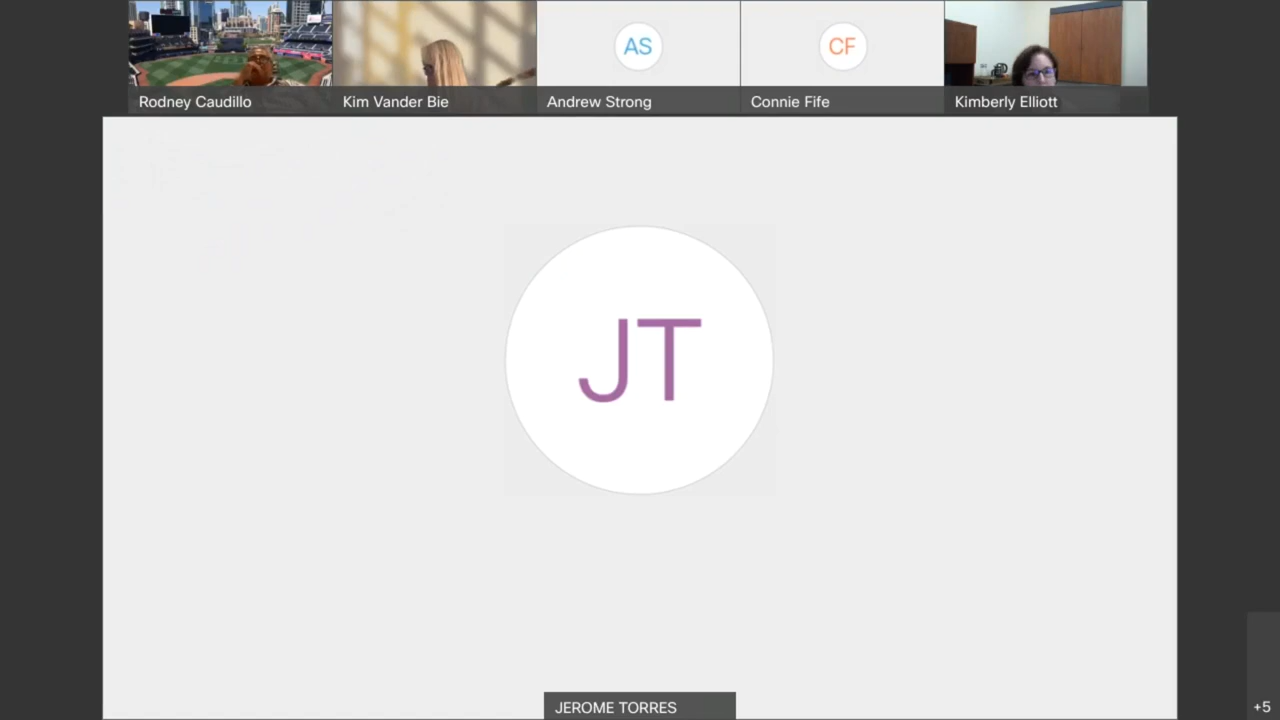 AS
CF
Rodney Caudillo
Kim Vander Bie
Andrew Strong
Connie Fife
Kimberly Elliott
JT
JEROME TORRES
+5